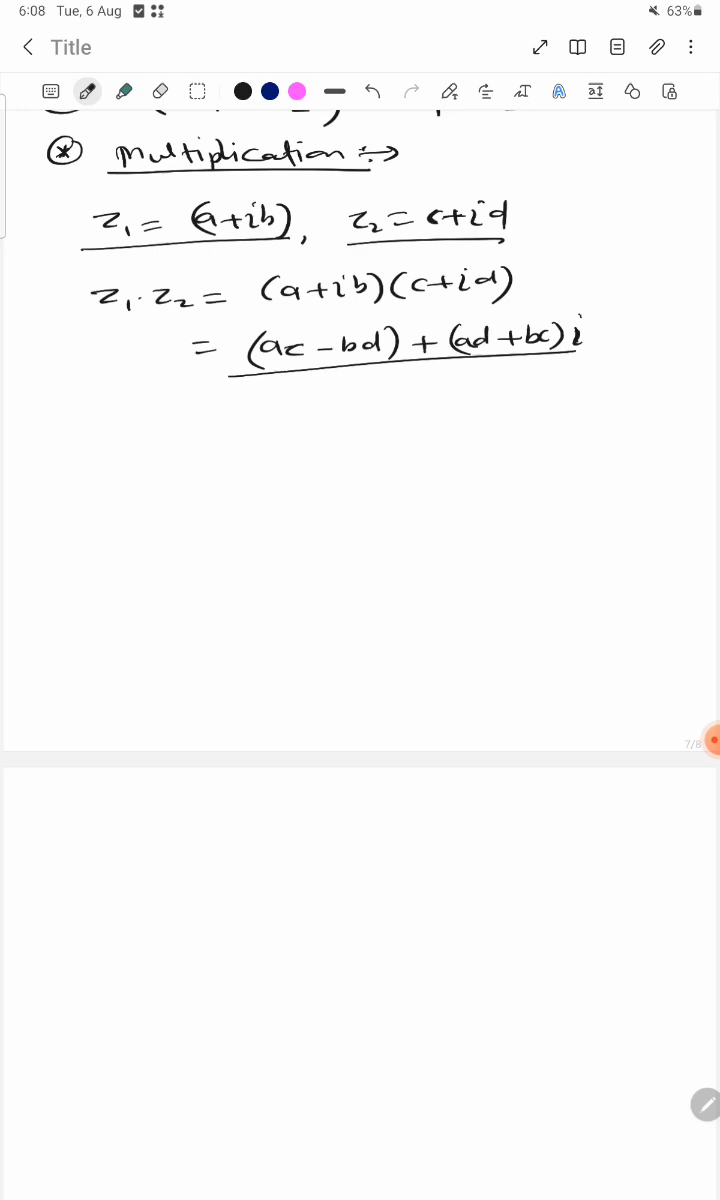 6:08 Tue, 6 Aug 63%
Title
⊛ Multiplication :->
z₁ = (a+ib), z₂ = c+id
z₁·z₂ = (a+ib)(c+id)
= (ac-bd) + (ad+bc)i
7/8